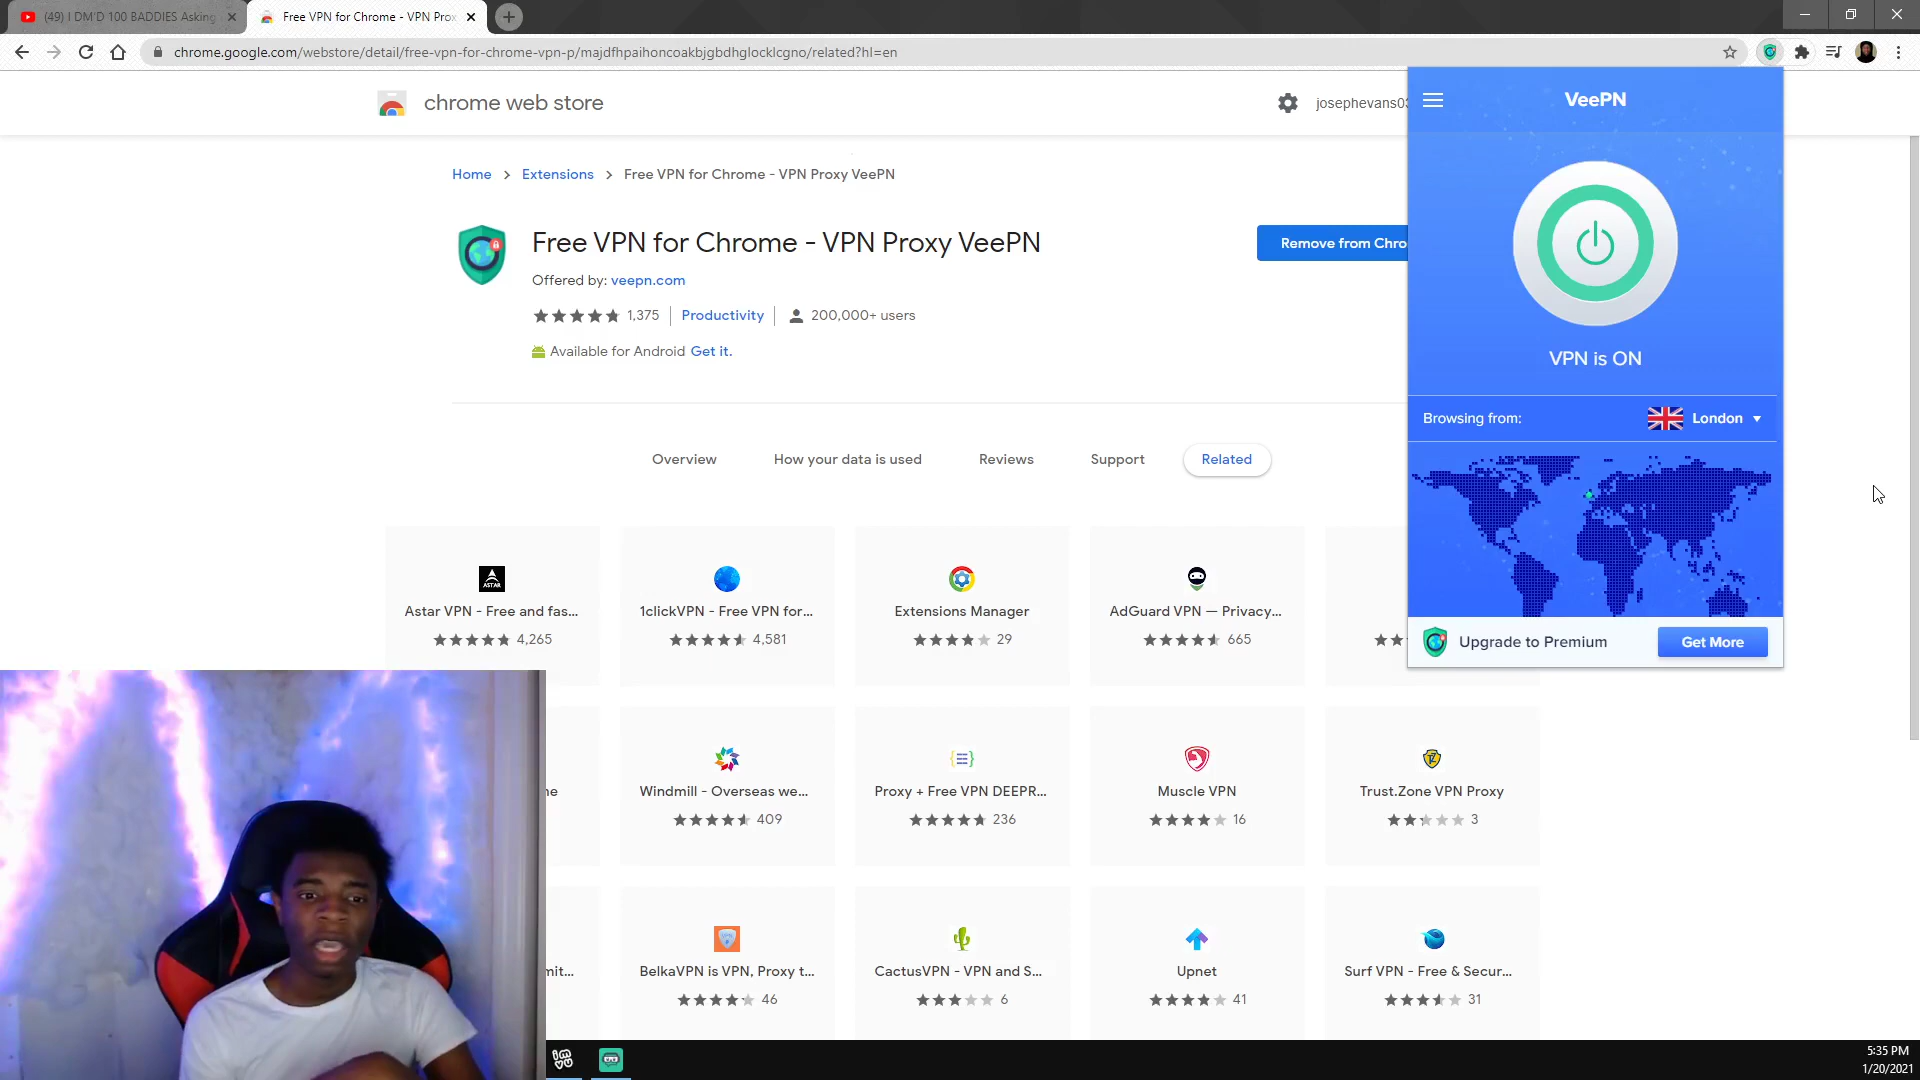 (49) I DM'D 100 BADDIES Asking
Free VPN for Chrome - VPN Prox
chrome.google.com/webstore/detail/free-vpn-for-chrome-vpn-p/majdfhpaihoncoakbjgbdhglocklcgno/related?hl=en
chrome web store
josephevans03
VeePN
Home > Extensions > Free VPN for Chrome - VPN Proxy VeePN
Free VPN for Chrome - VPN Proxy VeePN
Remove from Chro
Offered by: veepn.com
1,375
Productivity
200,000+ users
Available for Android Get it.
VPN is ON
Browsing from:
London
Overview
How your data is used
Reviews
Support
Related
Astar VPN - Free and fas...
1clickVPN - Free VPN for...
Extensions Manager
AdGuard VPN — Privacy...
ASTAR
4,265
4,581
29
665
Upgrade to Premium
Get More
ne
Windmill - Overseas we...
Proxy + Free VPN DEEPR...
Muscle VPN
Trust.Zone VPN Proxy
409
236
16
3
mit...
BelkaVPN is VPN, Proxy t...
CactusVPN - VPN and S...
Upnet
Surf VPN - Free & Secur...
46
6
41
31
5:35 PM
1/20/2021